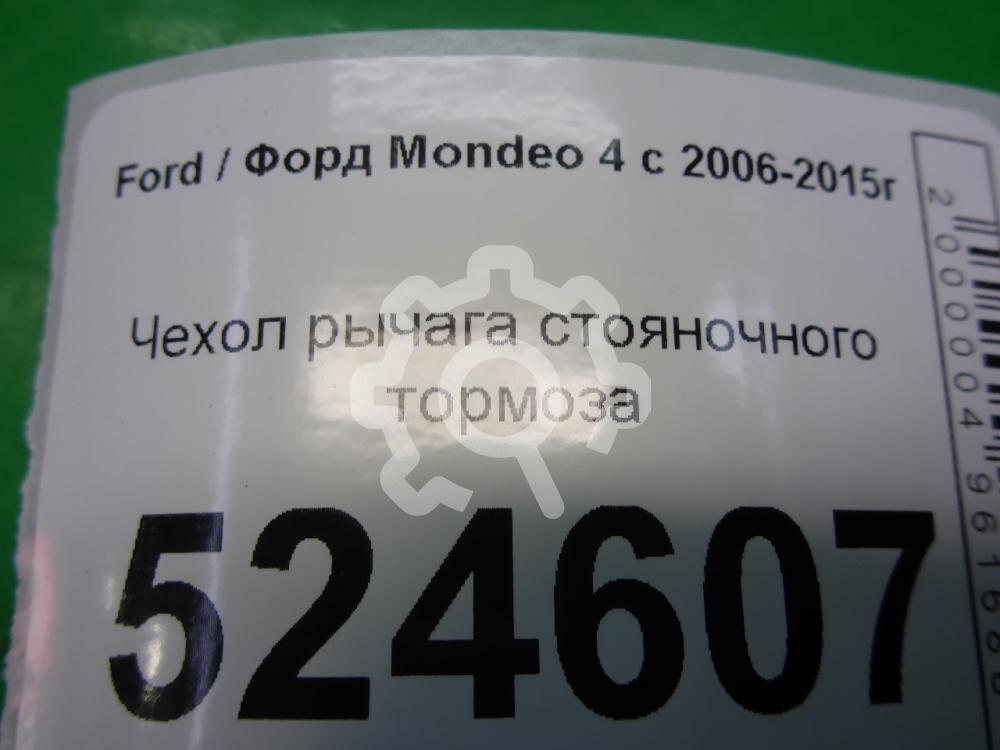 Ford / Форд Mondeo 4 с 2006-2015г
Чехол рычага стояночного
тормоза
524607